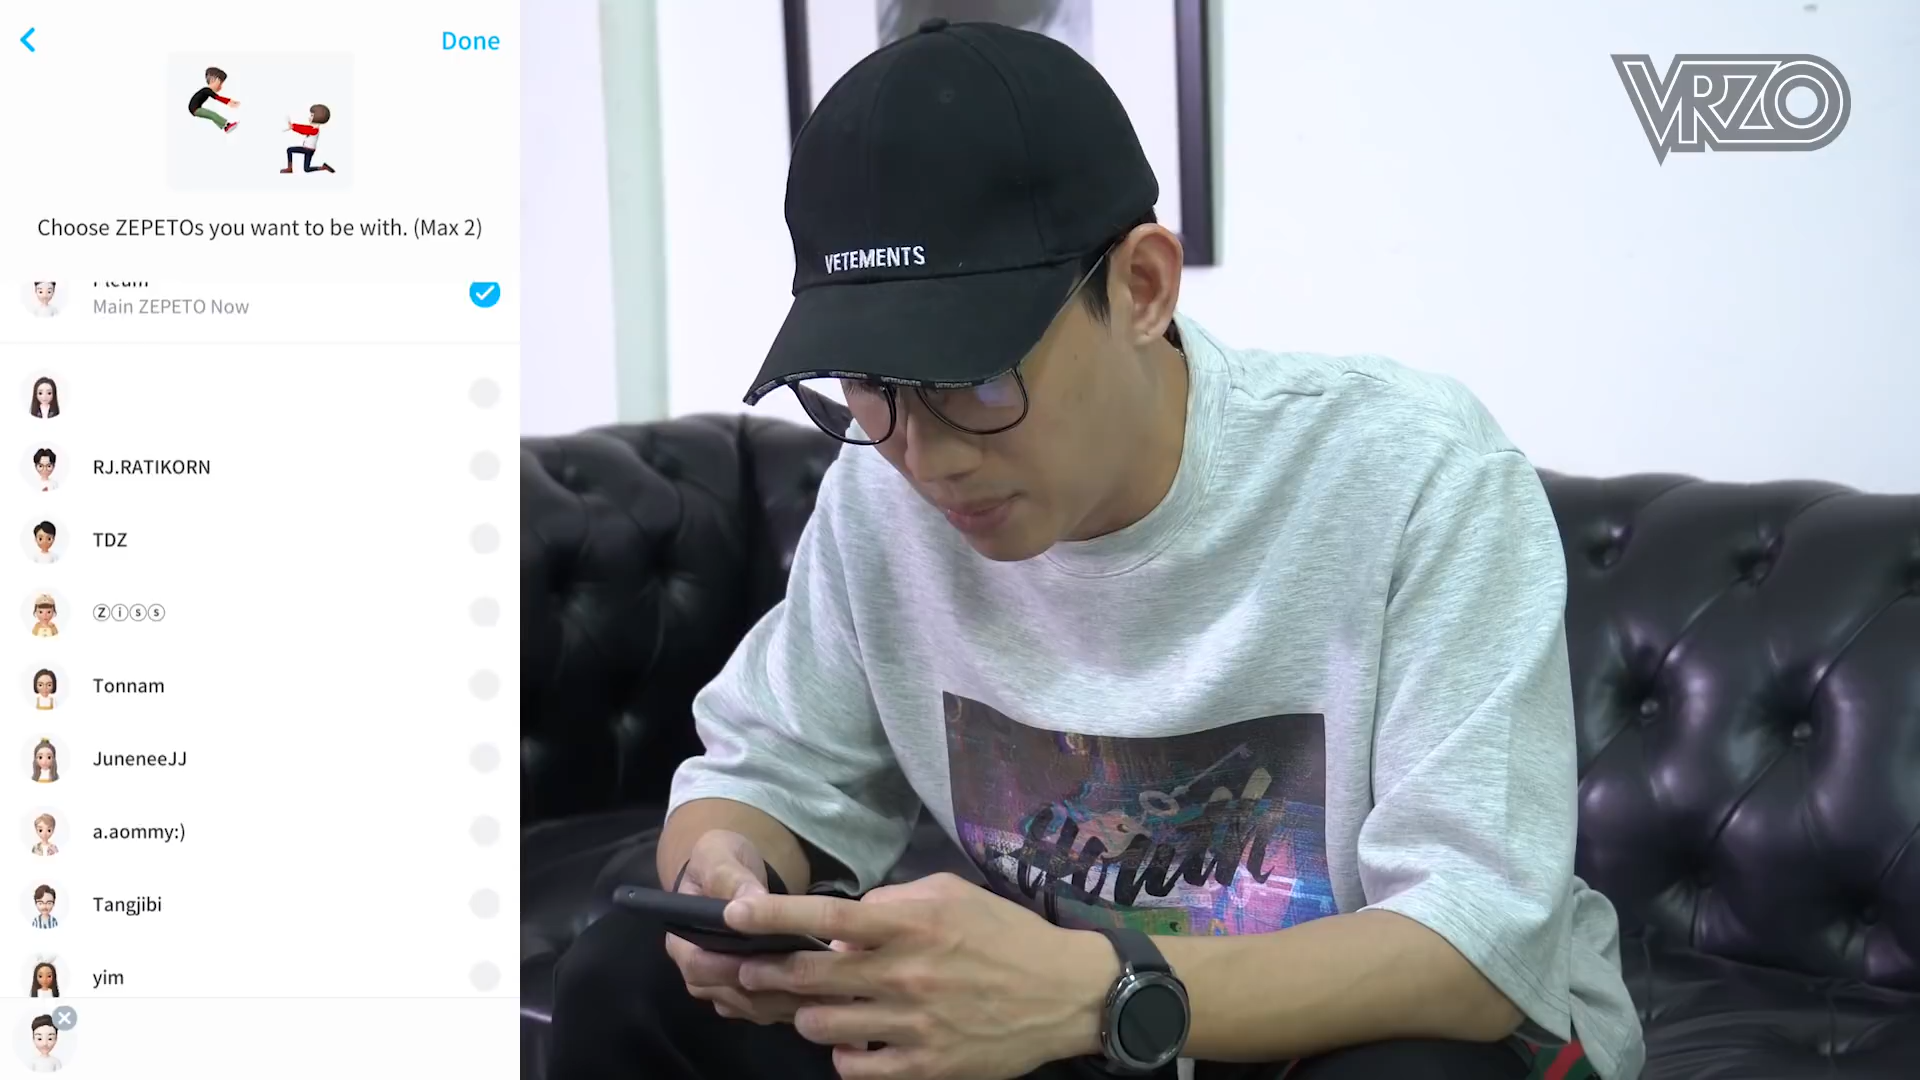 Done
VRZO
Choose ZEPETOs you want to be with. (Max 2)
Main ZEPETO Now
RJ.RATIKORN
TDZ
Ⓩⓘⓢⓢ
Tonnam
JuneneeJJ
a.aommy:)
Tangjibi
yim
VETEMENTS
Youth